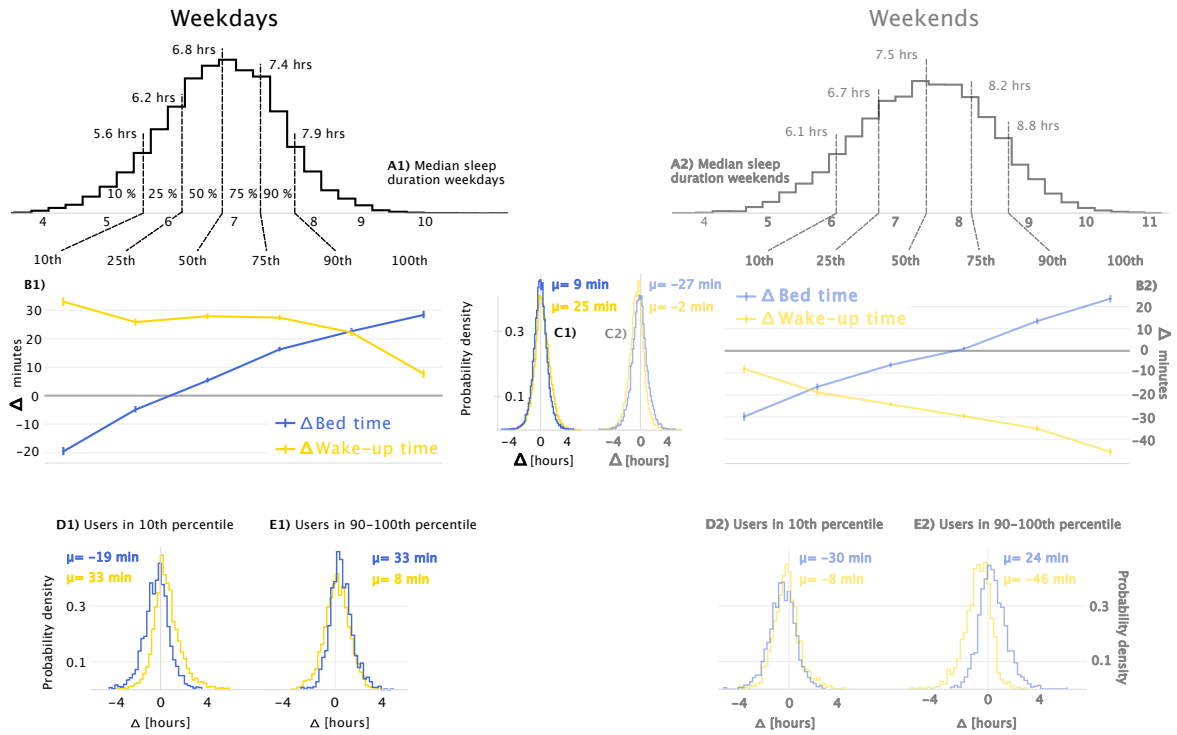 Weekdays
Weekends
6.8 hrs
7.5 hrs
7.4 hrs
6.2 hrs
6.7 hrs
8.2 hrs
5.6 hrs
7.9 hrs
6.1 hrs
8.8 hrs
A1) Median sleep
duration weekdays
A2) Median sleep
duration weekends
10 % 25 % 50 % 75 % 90 %
4 5 6 7 8 9 10
4 5 6 7 8 9 10 11
10th 25th 50th 75th 90th 100th
10th 25th 50th 75th 90th 100th
B1)
30
20
10
0
-10
-20
Δ minutes
Δ Bed time
Δ Wake-up time
μ= 9 min
μ= 25 min
μ= -27
μ= -2 min
C1)
C2)
Probability density
0.3
0.1
-4 0 4
-4 0 4
Δ [hours]
Δ [hours]
Δ Bed time
Δ Wake-up time
B2)
20
10
0
-10
-20
-30
-40
Δ minutes
D1) Users in 10th percentile
μ= -19 min
μ= 33 min
Probability density
0.3
0.1
-4 0 4
Δ [hours]
E1) Users in 90-100th percentile
μ= 33 min
μ= 8 min
-4 0 4
Δ [hours]
D2) Users in 10th percentile
μ= -30 min
μ= -8 min
-4 0 4
Δ [hours]
E2) Users in 90-100th percentile
μ= 24 min
μ= -46 min
0.3
0.1
Probability density
-4 0 4
Δ [hours]